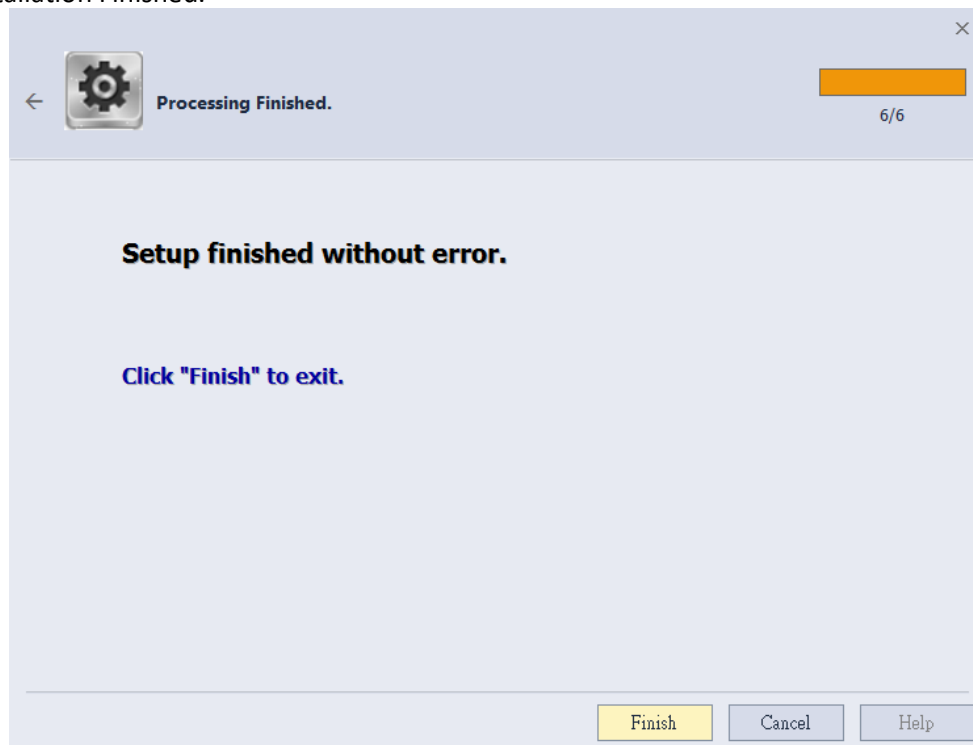 Processing Finished.
6/6
Setup finished without error.
Click "Finish" to exit.
Finish
Cancel
Help